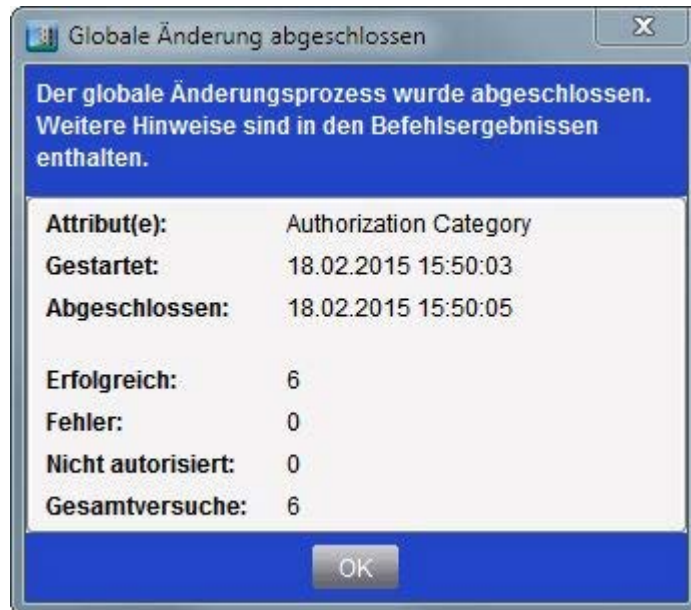 Globale Änderung abgeschlossen
Der globale Änderungsprozess wurde abgeschlossen.
Weitere Hinweise sind in den Befehlsergebnissen
enthalten.
Attribut(e): Authorization Category
Gestartet: 18.02.2015 15:50:03
Abgeschlossen: 18.02.2015 15:50:05
Erfolgreich: 6
Fehler: 0
Nicht autorisiert: 0
Gesamtversuche: 6
OK